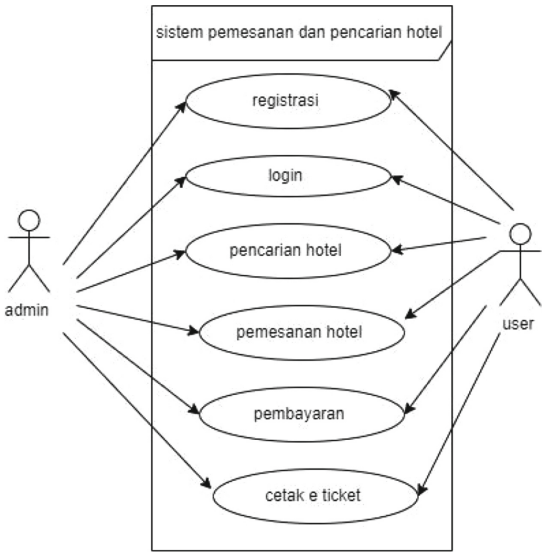 sistem pemesanan dan pencarian hotel
registrasi
login
pencarian hotel
admin
pemesanan hotel
user
pembayaran
cetak e ticket